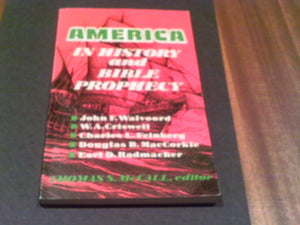 AMERICA
IN HISTORY
and
BIBLE
PROPHECY
John F. Walvoord
W. A. Criswell
Charles L. Feinberg
Douglas B. MacCorkle
Earl D. Radmacher
THOMAS S. McCALL, editor